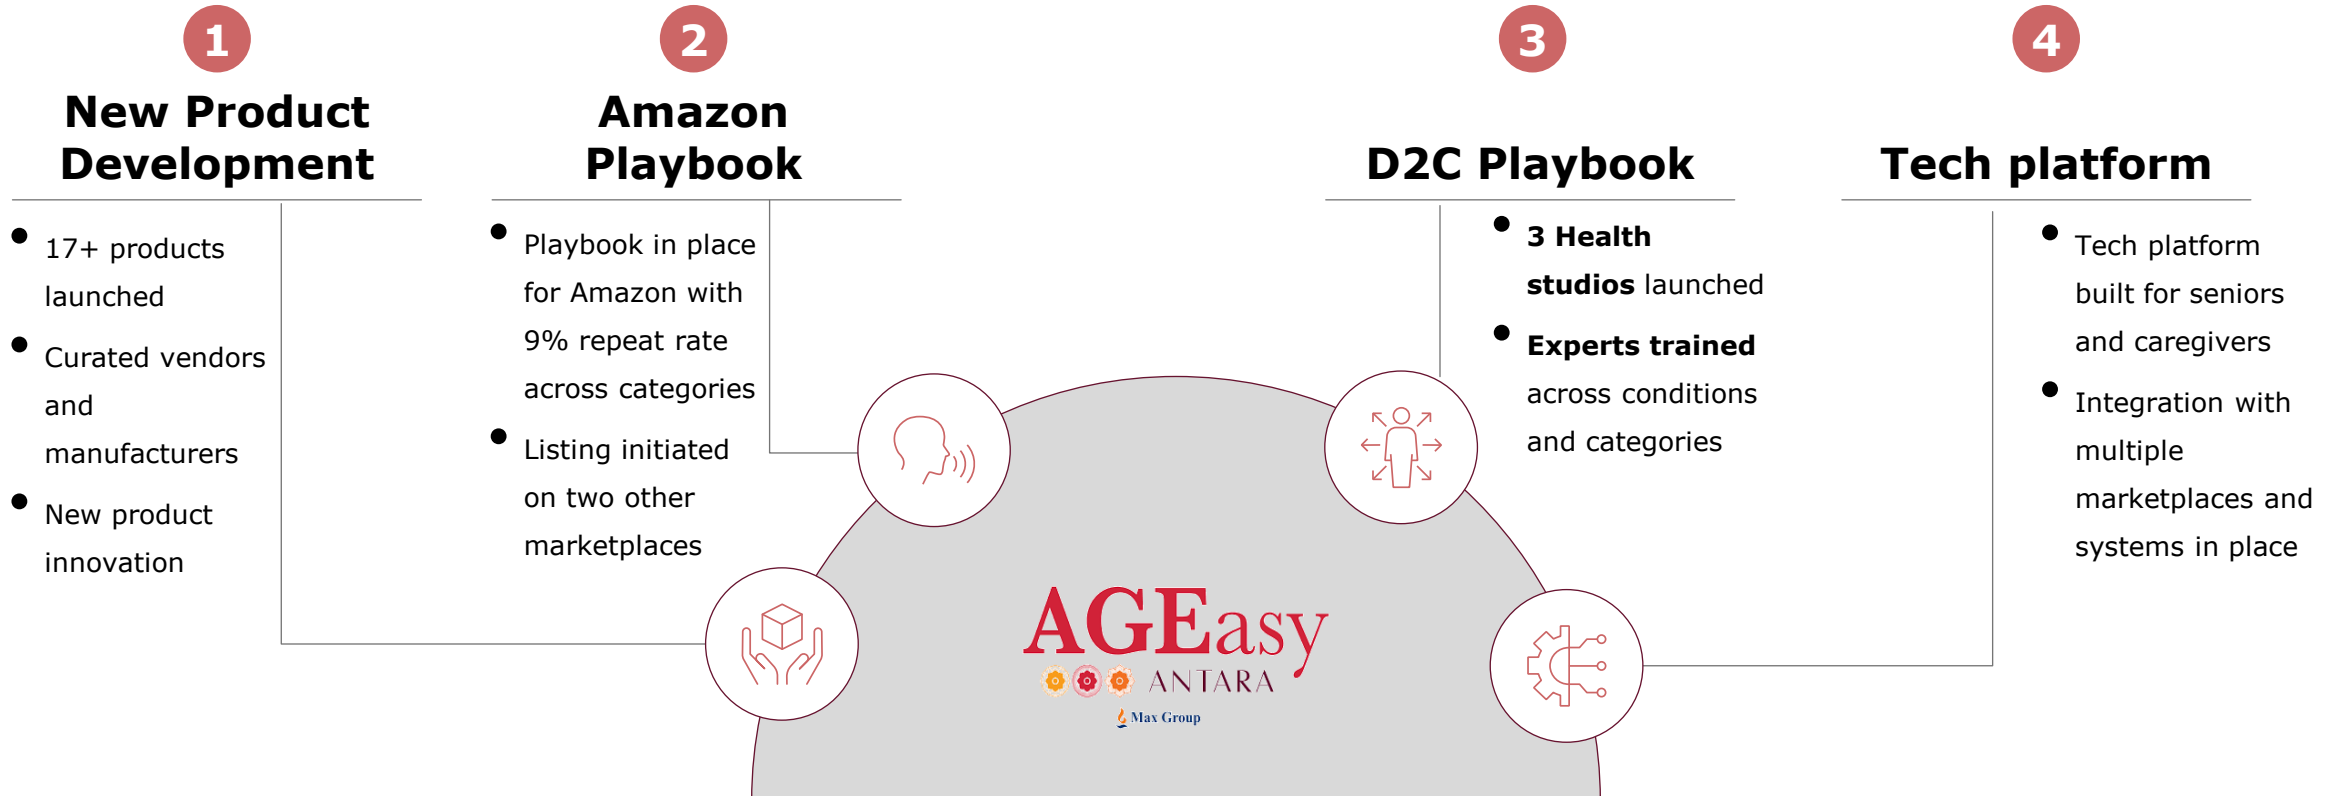 1
New Product
Development
17+ products
launched
Curated vendors
and
manufacturers
New product
innovation
2
Amazon
Playbook
Playbook in place
for Amazon with
9% repeat rate
across categories
Listing initiated
on two other
marketplaces
3
D2C Playbook
3 Health
studios launched
Experts trained
across conditions
and categories
4
Tech platform
Tech platform
built for seniors
and caregivers
Integration with
multiple
marketplaces and
systems in place
AGEasy
ANTARA
Max Group